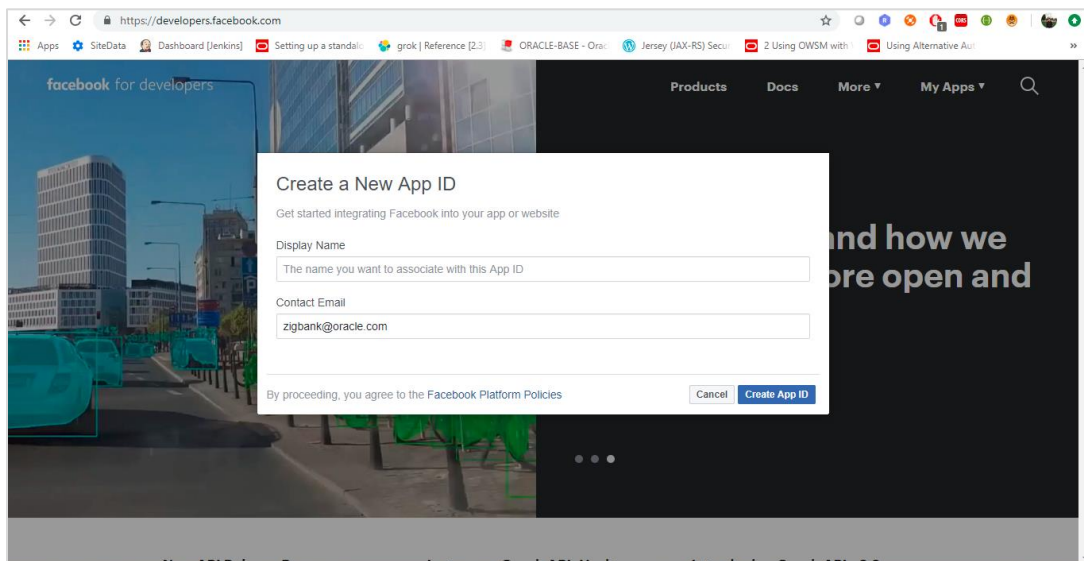 https://developers.facebook.com
Apps SiteData Dashboard [Jenkins] Setting up a standalo grok | Reference [2.3] ORACLE-BASE - Orac Jersey (JAX-RS) Secur 2 Using OWSM with Using Alternative Aut »
facebook for developers Products Docs More My Apps
Create a New App ID
Get started integrating Facebook into your app or website
Display Name
The name you want to associate with this App ID
and how we
ore open and
Contact Email
zigbank@oracle.com
By proceeding, you agree to the Facebook Platform Policies Cancel Create App ID